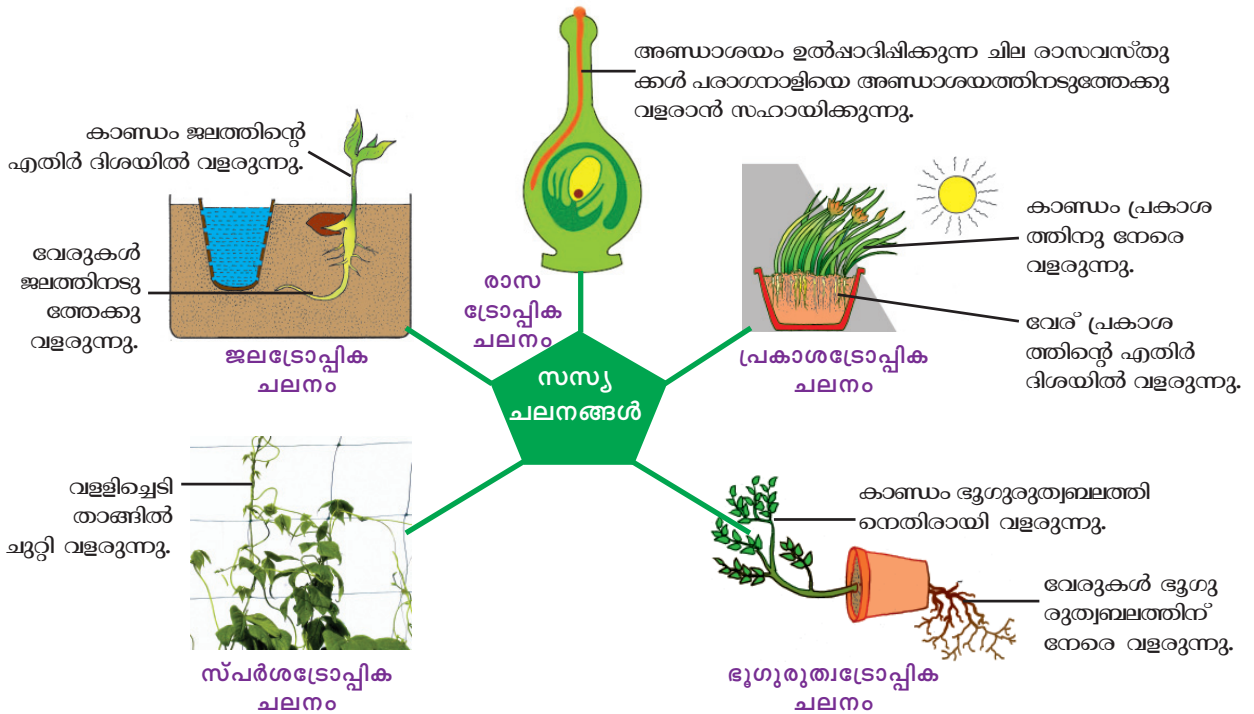 അണ്ഡാശയം ഉൽപ്പാദിപ്പിക്കുന്ന ചില രാസവസ്തു
ക്കൾ പരാഗനാളിയെ അണ്ഡാശയത്തിനടുത്തേക്കു
വളരാൻ സഹായിക്കുന്നു.
കാണ്ഡം ജലത്തിന്റെ
എതിർ ദിശയിൽ വളരുന്നു.
വേരുകൾ
ജലത്തിനടു
ത്തേക്കു
വളരുന്നു.
ജലട്രോപ്പിക
ചലനം
രാസ
ട്രോപ്പിക
ചലനം
കാണ്ഡം പ്രകാശ
ത്തിനു നേരെ
വളരുന്നു.
വേര് പ്രകാശ
ത്തിന്റെ എതിർ
ദിശയിൽ വളരുന്നു.
പ്രകാശട്രോപ്പിക
ചലനം
സസ്യ
ചലനങ്ങൾ
വള്ളിച്ചെടി
താങ്ങിൽ
ചുറ്റി വളരുന്നു.
സ്പർശട്രോപ്പിക
ചലനം
കാണ്ഡം ഭൂഗുരുത്വബലത്തി
നെതിരായി വളരുന്നു.
വേരുകൾ ഭൂഗു
രുത്വബലത്തിന്
നേരെ വളരുന്നു.
ഭൂഗുരുത്വട്രോപ്പിക
ചലനം